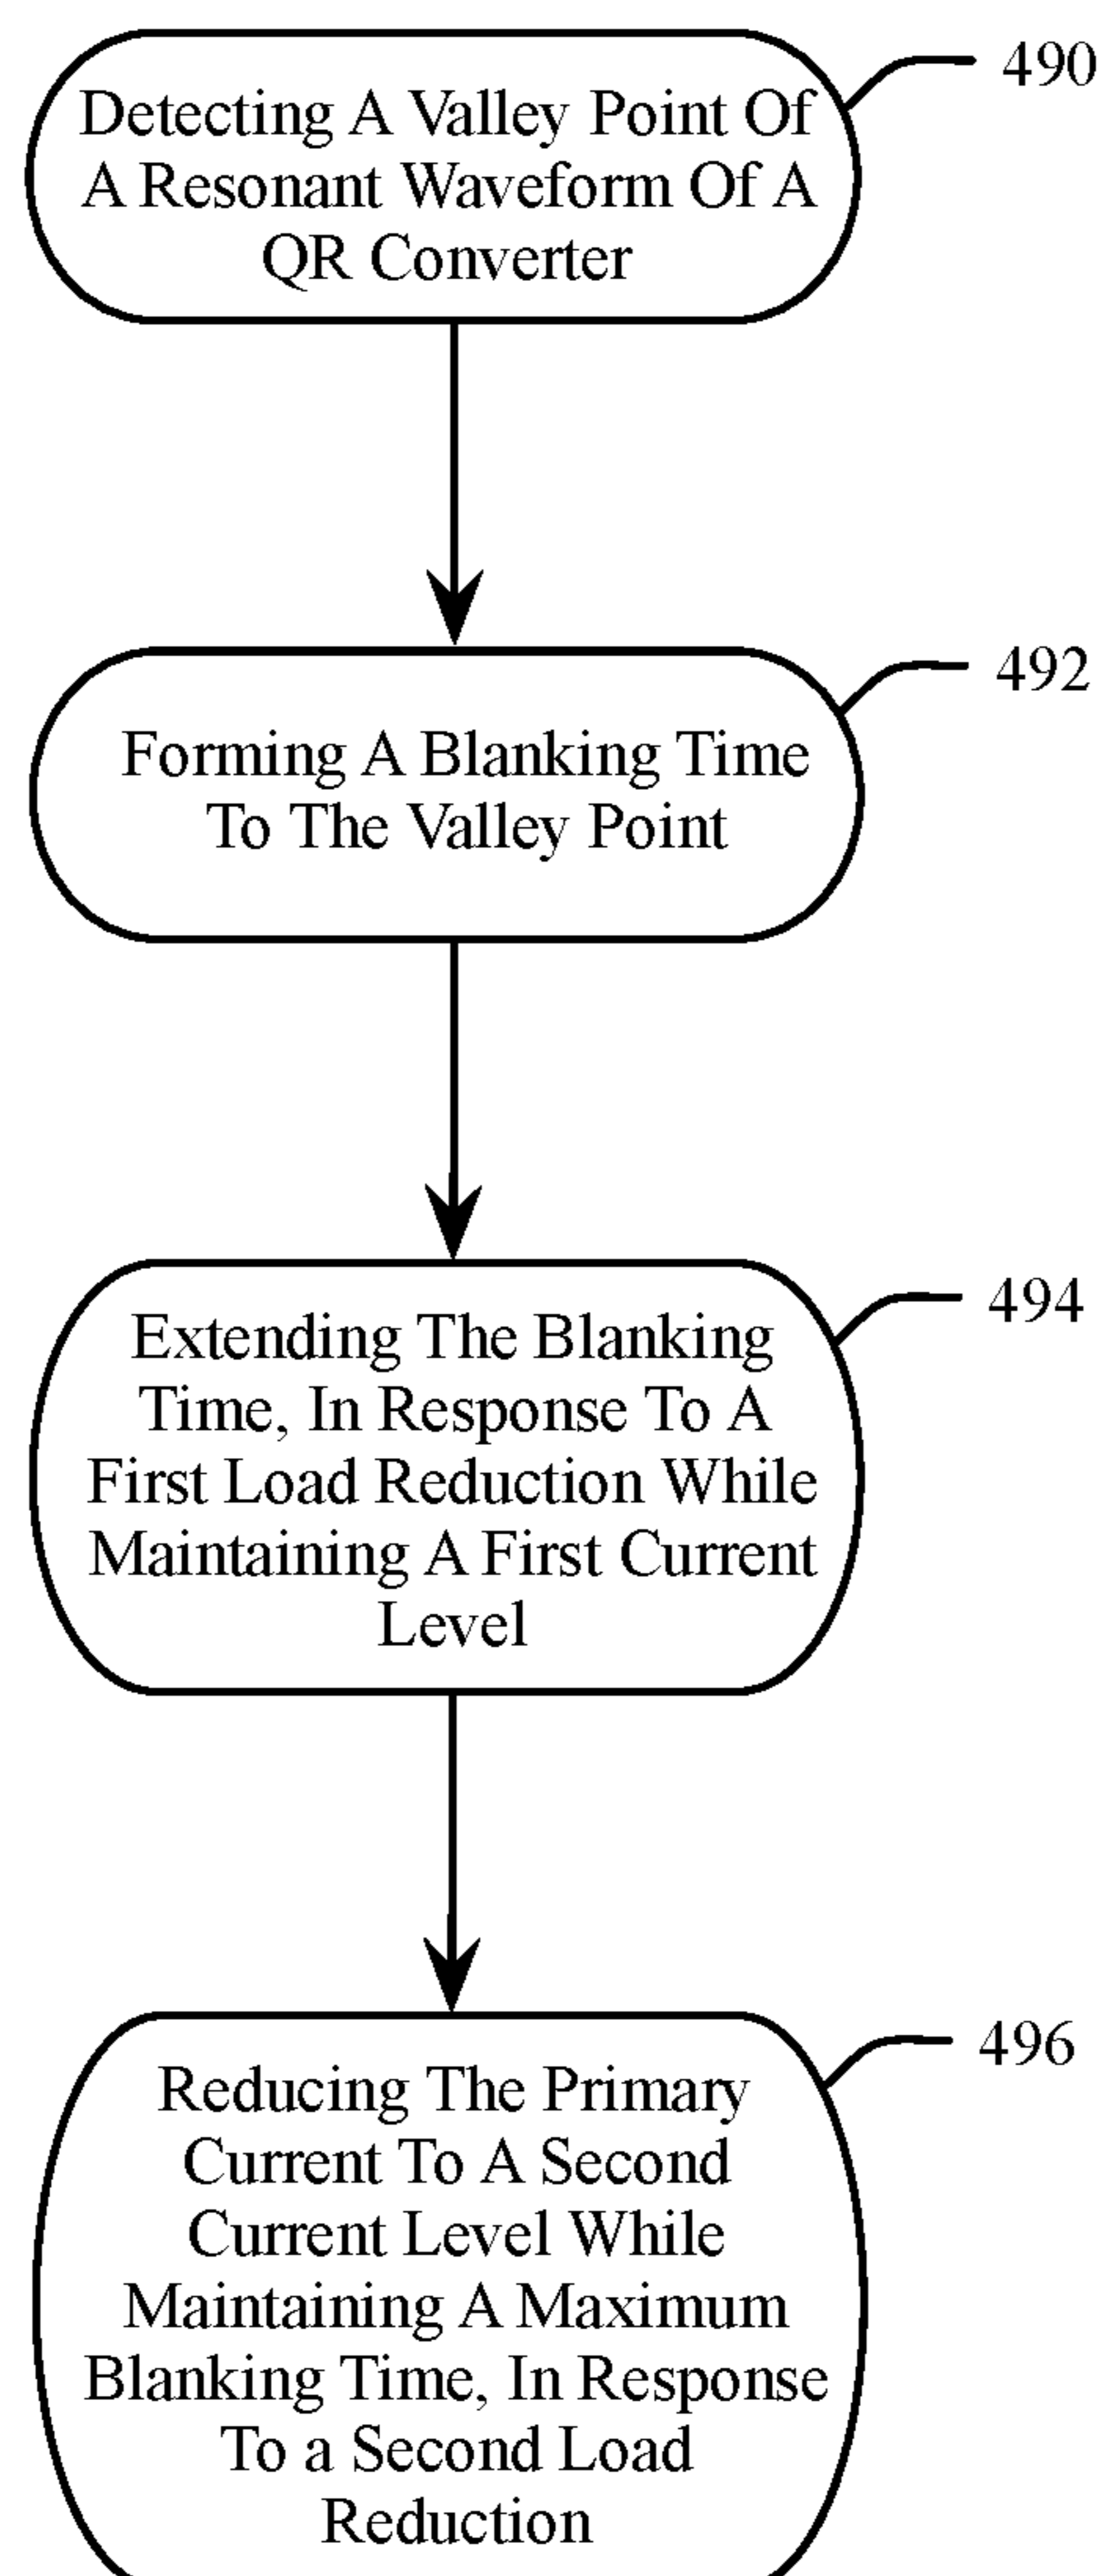 Detecting A Valley Point Of
A Resonant Waveform Of A
QR Converter
490
Forming A Blanking Time
To The Valley Point
492
Extending The Blanking
Time, In Response To A
First Load Reduction While
Maintaining A First Current
Level
494
Reducing The Primary
Current To A Second
Current Level While
Maintaining A Maximum
Blanking Time, In Response
To a Second Load
Reduction
496